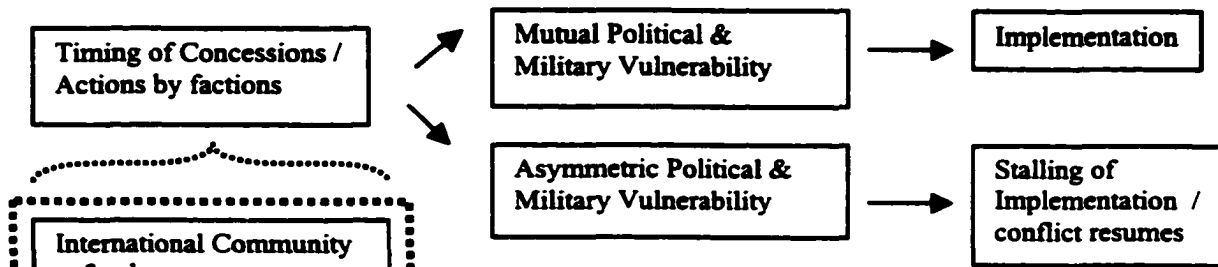 Timing of Concessions /
Actions by factions
Mutual Political &
Military Vulnerability
Implementation
Asymmetric Political &
Military Vulnerability
Stalling of
Implementation /
conflict resumes
International Community